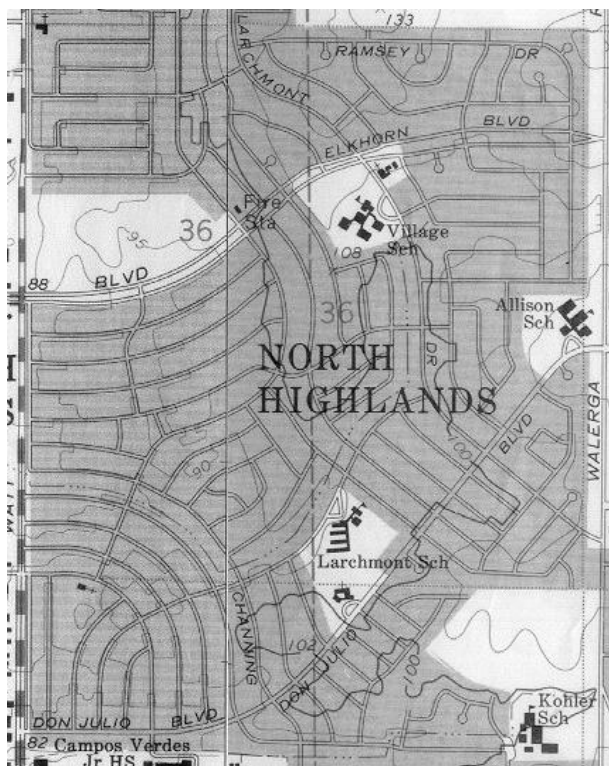 133
LARCHMONT
RAMSEY DR
ELKHORN BLVD
Fire
Sta
36
Village
Sch
95
108
88
BLVD
36
Allison
Sch
NORTH
HIGHLANDS
DR
BLVD
100
WALERGA
90
WATT
Larchmont Sch
CHANNING
102
DON JULIO
100
Kohler
Sch
DON JULIO BLVD
82
Campos Verdes
Jr HS